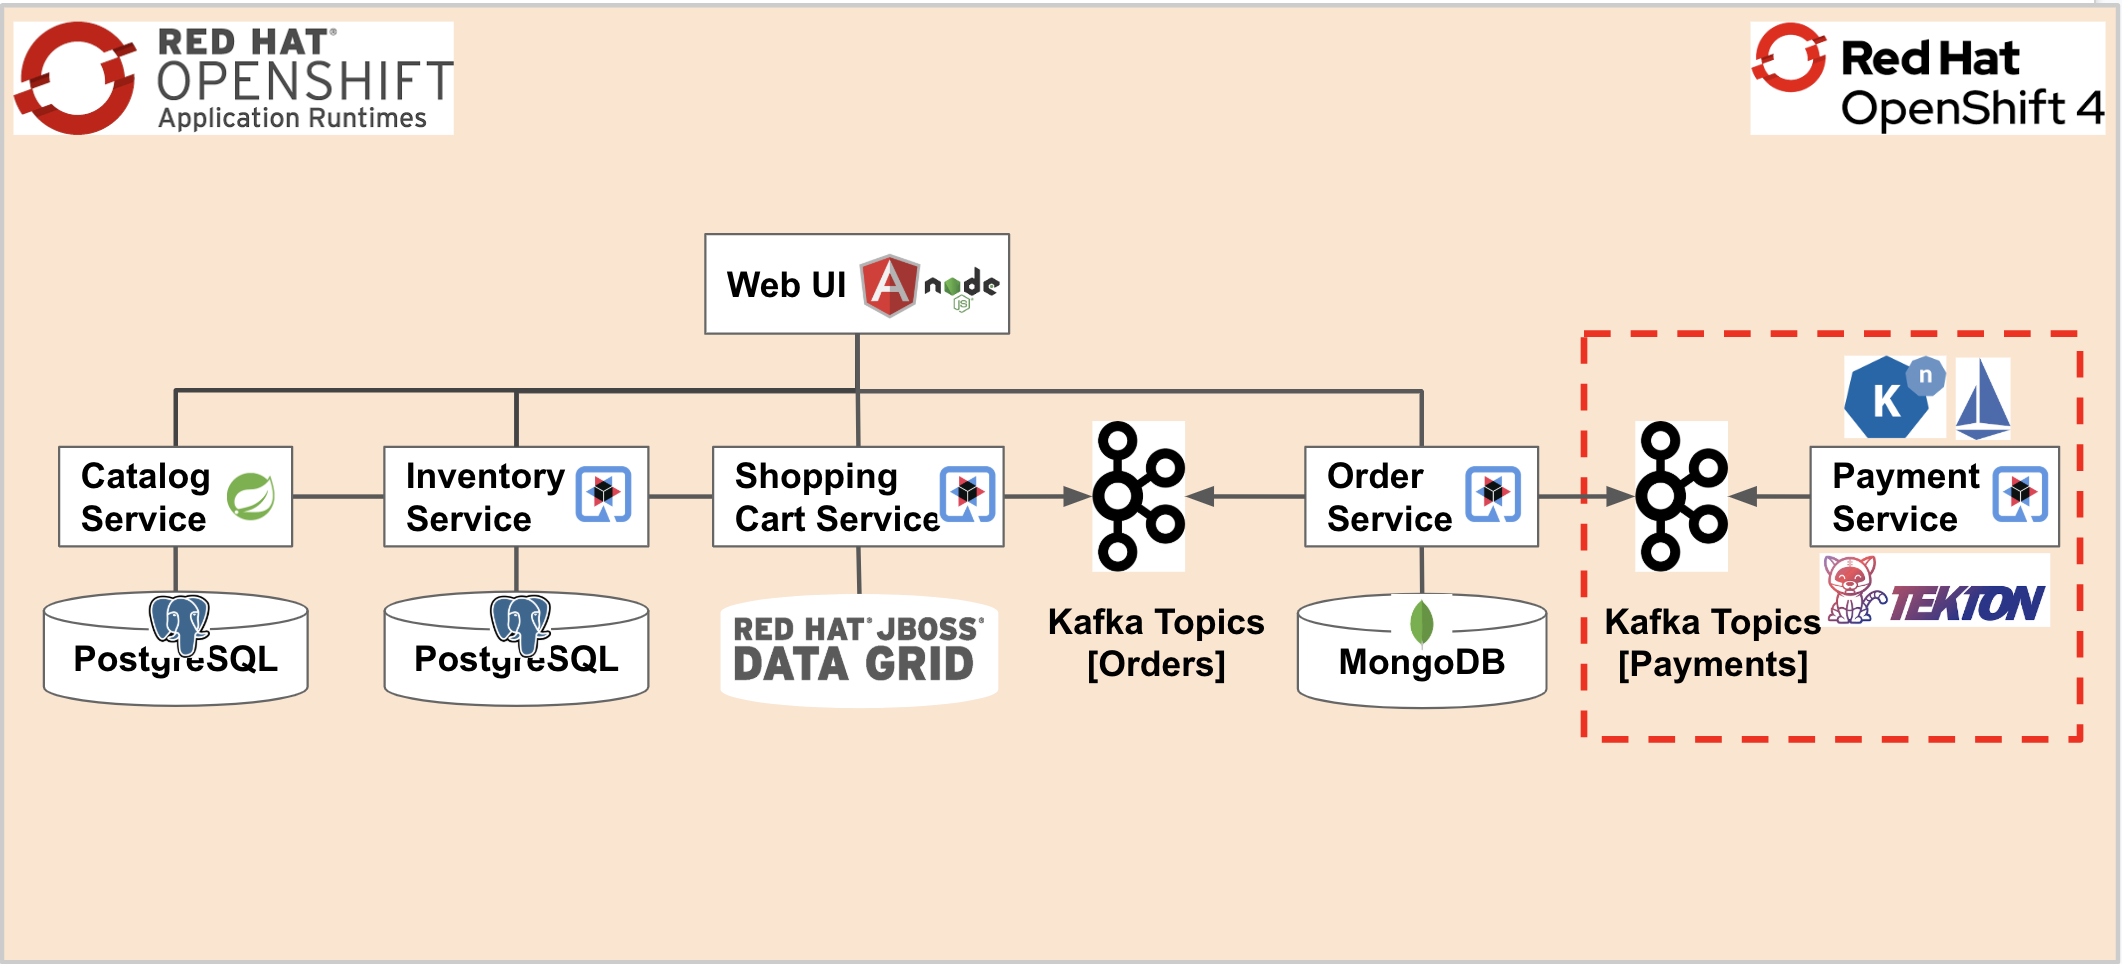 RED HAT®
OPENSHIFT
Application Runtimes
Red Hat
OpenShift 4
Web UI
A
node
JS
K
n
Catalog
Service
Inventory
Service
Shopping
Cart Service
Order
Service
Payment
Service
TEKTON
PostgreSQL
PostgreSQL
RED HAT® JBOSS®
DATA GRID
Kafka Topics
[Orders]
MongoDB
Kafka Topics
[Payments]